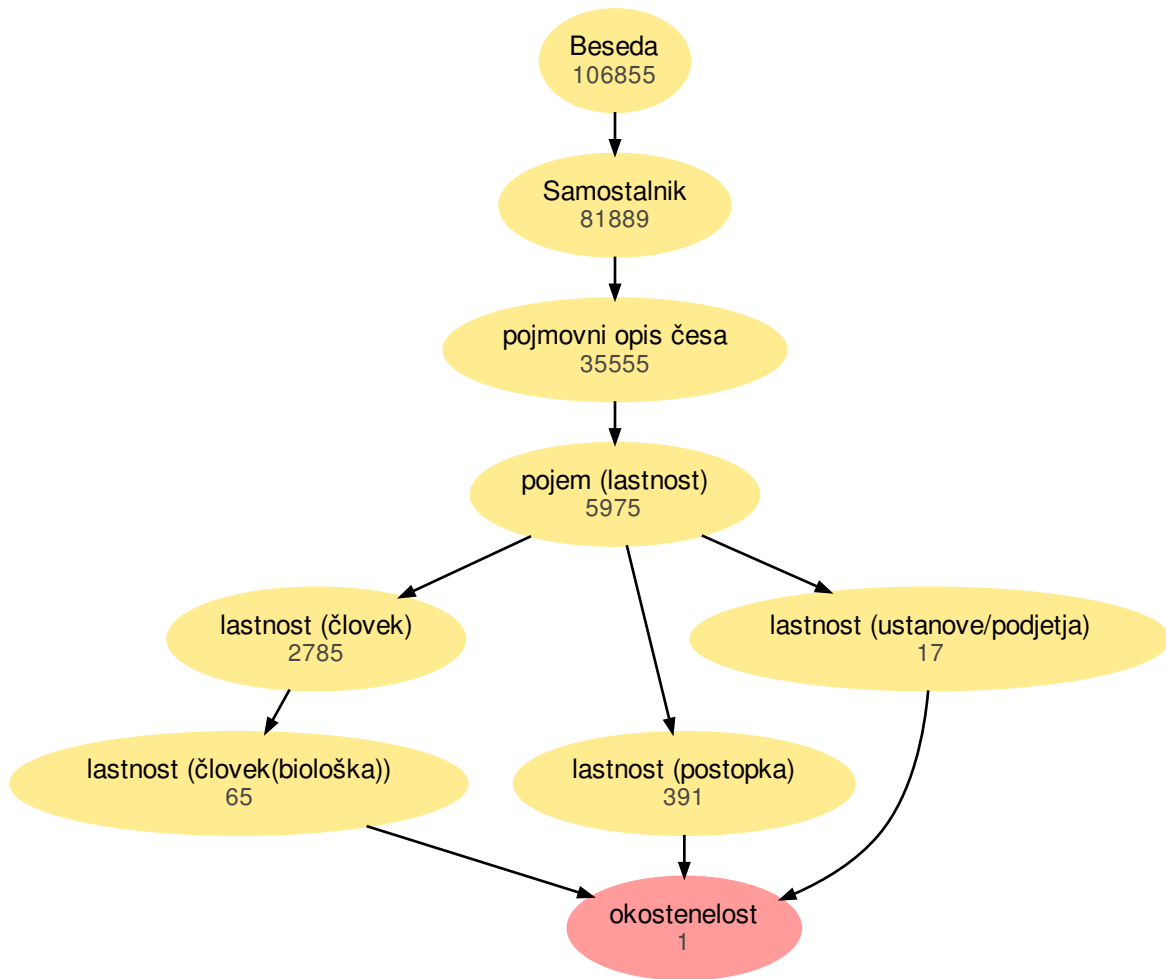 Beseda
106855
Samostalnik
81889
pojmovni opis česa
35555
pojem (lastnost)
5975
lastnost (človek)
2785
lastnost (ustanove/podjetja)
17
lastnost (človek(biološka))
65
lastnost (postopka)
391
okostenelost
1